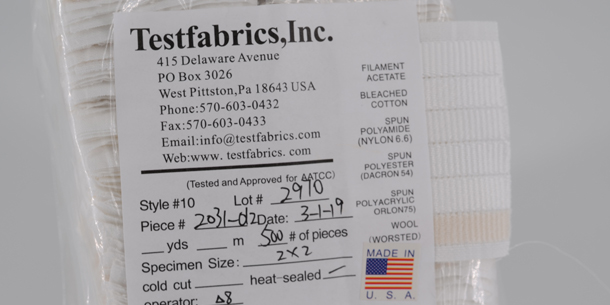 Testfabrics,Inc.
415 Delaware Avenue
PO Box 3026
West Pittston,Pa 18643 USA
Phone:570-603-0432
Fax:570-603-0433
Email:info@testfabrics.com
Web:www. testfabrics. com
(Tested and Approved for AATCC)
Style #10 Lot # 2910
Piece # 2031-d2 Date: 3-1-19
yds m 500 # of pieces
Specimen Size: 2x2
cold cut heat-sealed
operator: 48
FILAMENT
ACETATE
BLEACHED
COTTON
SPUN
POLYAMIDE
(NYLON 6.6)
SPUN
POLYESTER
(DACRON 54)
SPUN
POLYACRYLIC
ORLON75)
WOOL
(WORSTED)
MADE IN
U. S. A.